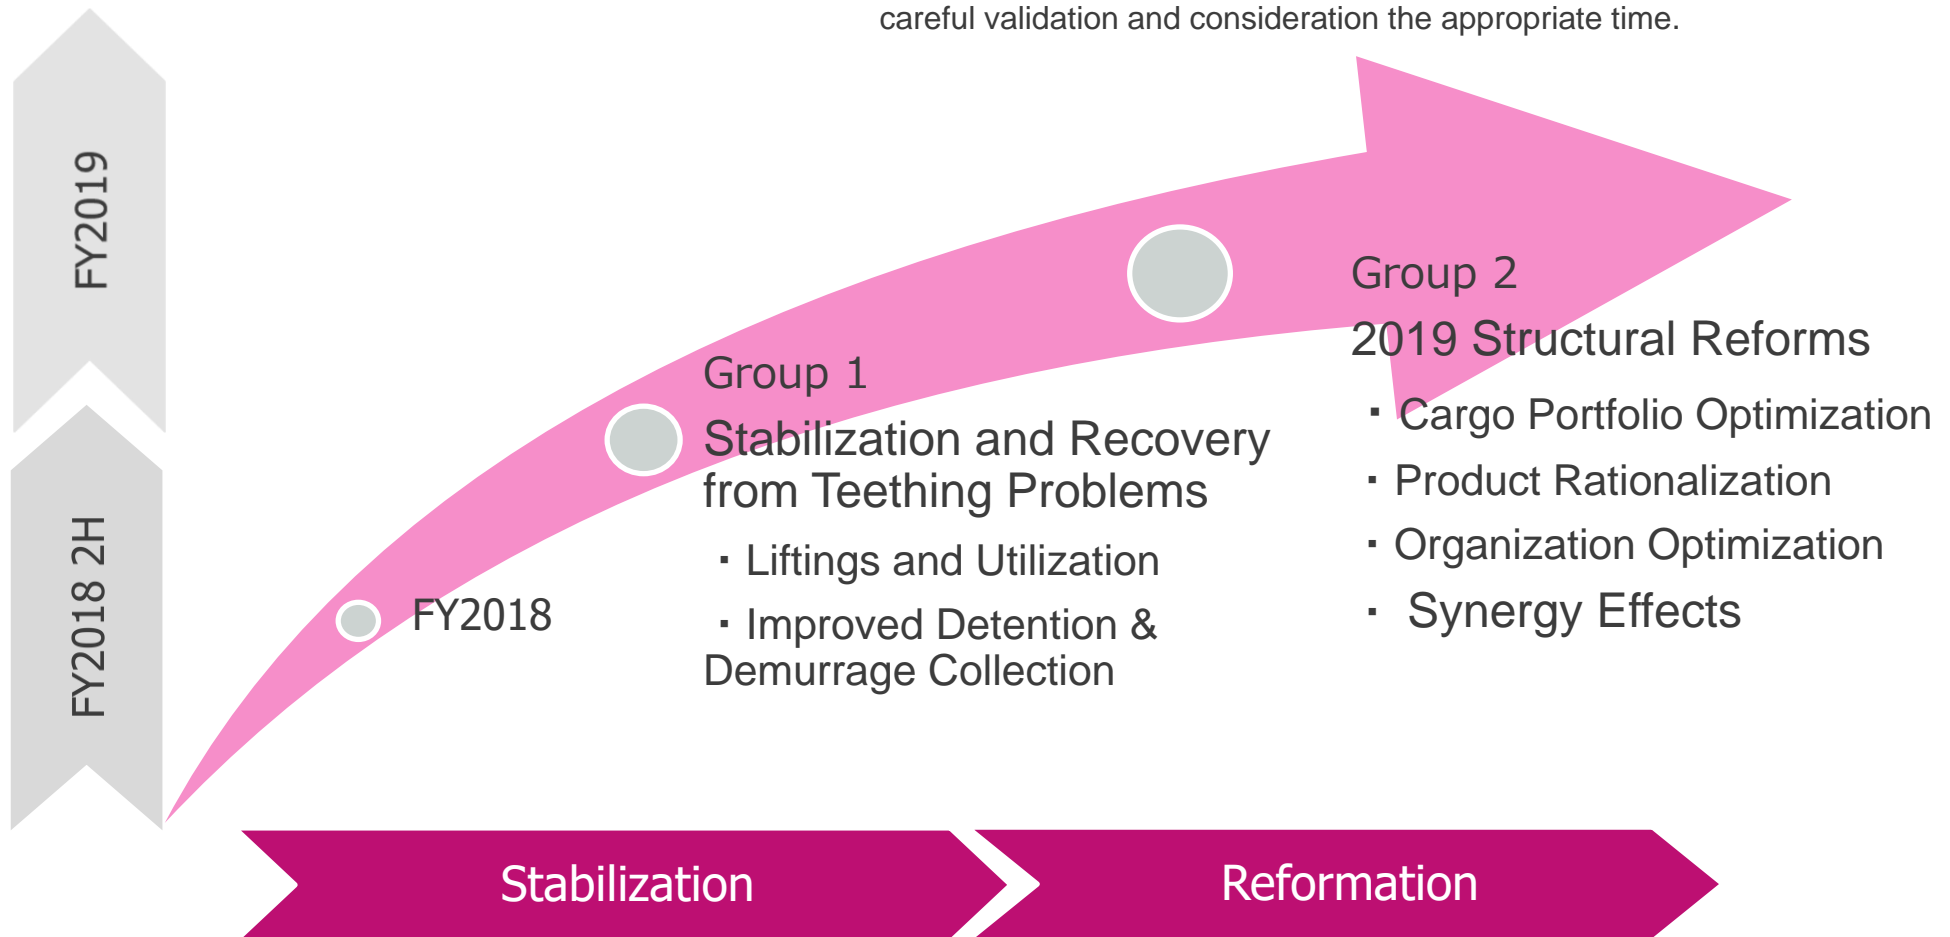 careful validation and consideration the appropriate time.
FY2019
FY2018 2H
FY2018
Group 1
Stabilization and Recovery
from Teething Problems
▪ Liftings and Utilization
▪ Improved Detention &
Demurrage Collection
Group 2
2019 Structural Reforms
▪ Cargo Portfolio Optimization
▪ Product Rationalization
▪ Organization Optimization
▪ Synergy Effects
Stabilization
Reformation